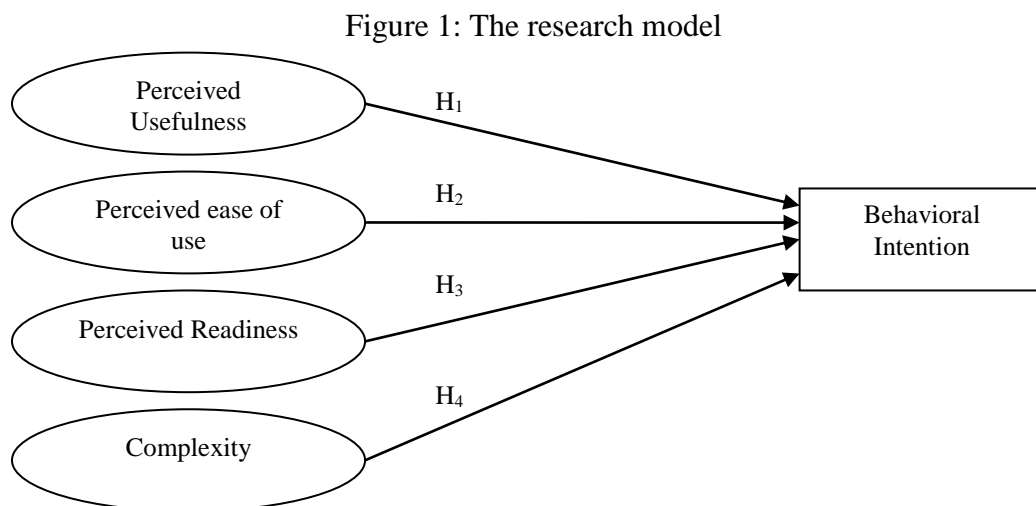 Figure 1: The research model
Perceived
Usefulness
H₁
Perceived ease of
use
H₂
Behavioral
Intention
Perceived Readiness
H₃
Complexity
H₄